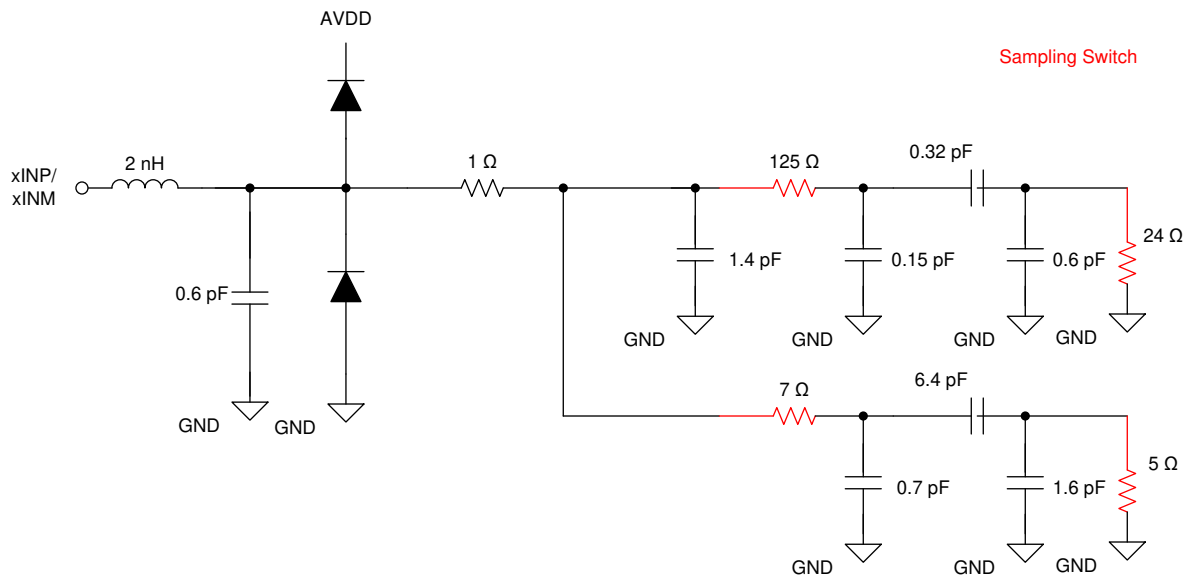 AVDD
Sampling Switch
xINP/
xINM
2 nH
1 Ω
125 Ω
0.32 pF
0.6 pF
1.4 pF
0.15 pF
0.6 pF
24 Ω
GND
GND
GND
GND
GND
GND
7 Ω
6.4 pF
0.7 pF
1.6 pF
5 Ω
GND
GND
GND